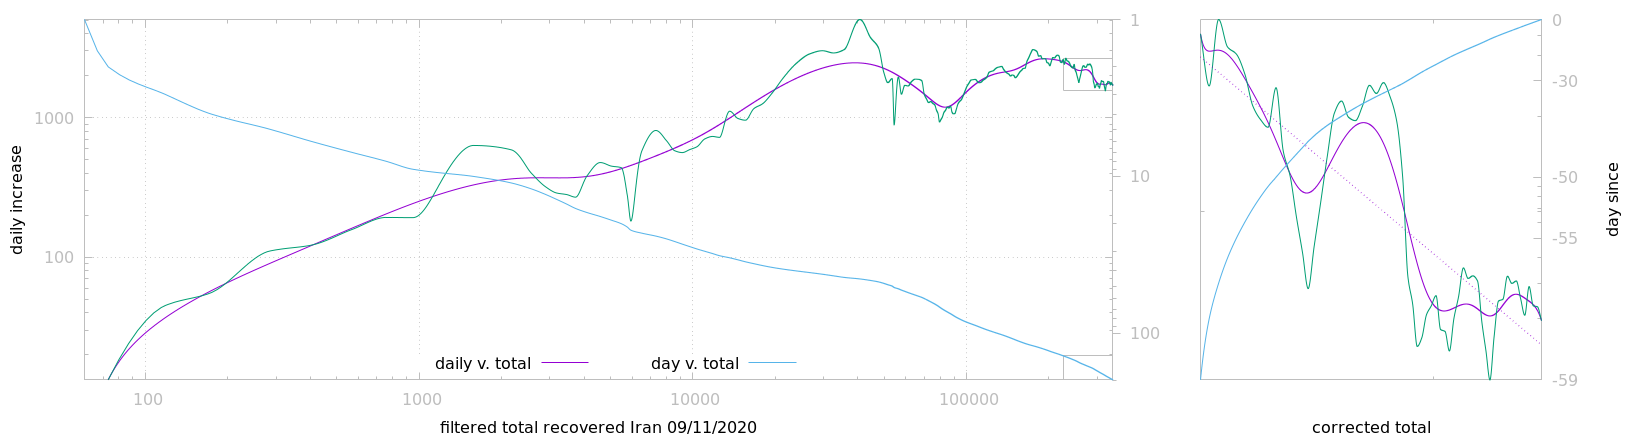 daily increase
1000
100
100
1000
10000
100000
1
10
100
daily v. total
day v. total
filtered total recovered Iran 09/11/2020
0
-30
-50
-55
-59
day since
corrected total